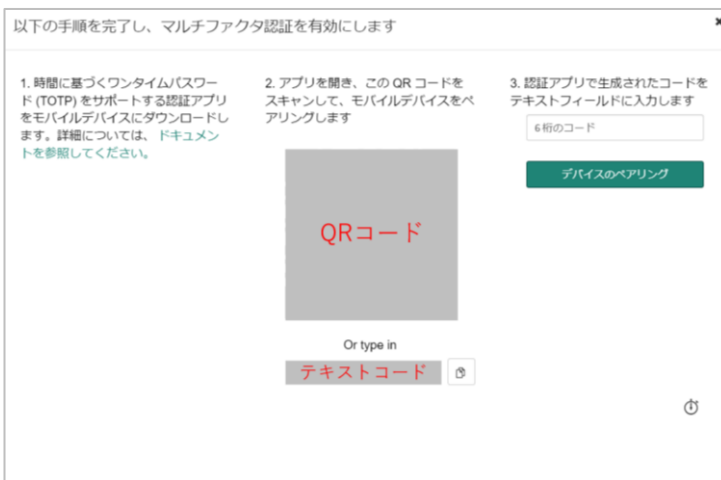 以下の手順を完了し、マルチファクタ認証を有効にします
1. 時間に基づくワンタイムパスワー
ド (TOTP) をサポートする認証アプリ
をモバイルデバイスにダウンロードし
ます。詳細については、 ドキュメン
トを参照してください。
2. アプリを開き、この QR コードを
スキャンして、モバイルデバイスをペ
アリングします
QRコード
Or type in
テキストコード
3. 認証アプリで生成されたコードを
テキストフィールドに入力します
6桁のコード
デバイスのペアリング